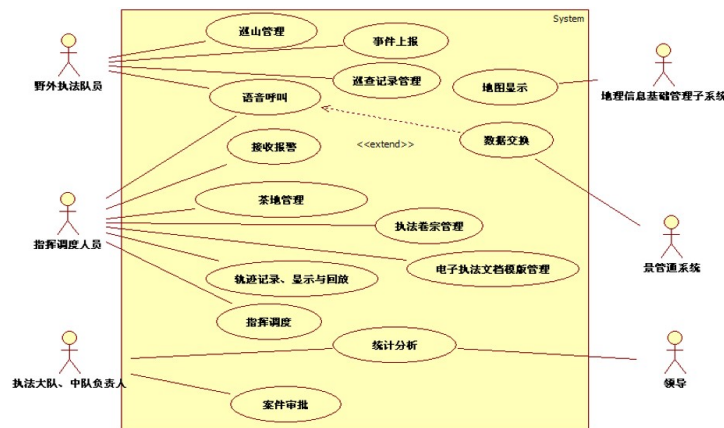 System
巡山管理
事件上报
野外执法队员
巡查记录管理
地图显示
地理信息基础管理子系统
语音呼叫
接收报警
<<extend>>
数据交换
茶地管理
执法卷宗管理
指挥调度人员
电子执法文档模版管理
景管通系统
轨迹记录、显示与回放
指挥调度
统计分析
执法大队、中队负责人
领导
案件审批